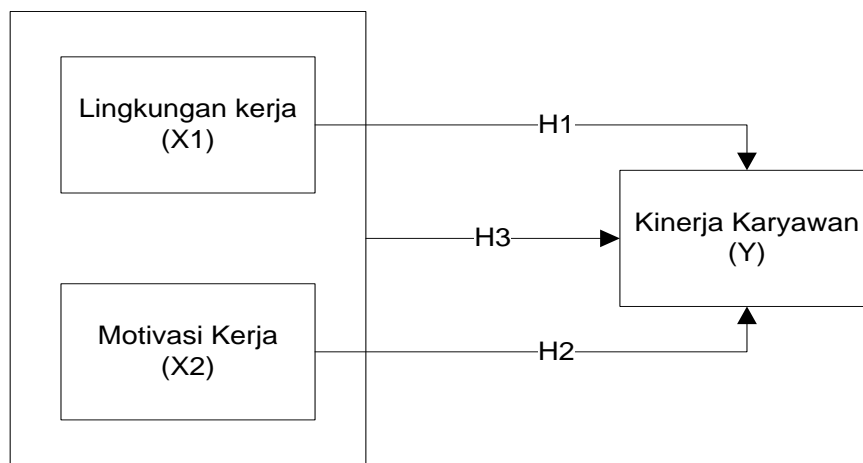 Lingkungan kerja
(X1)
H1
Kinerja Karyawan
(Y)
H3
Motivasi Kerja
(X2)
H2